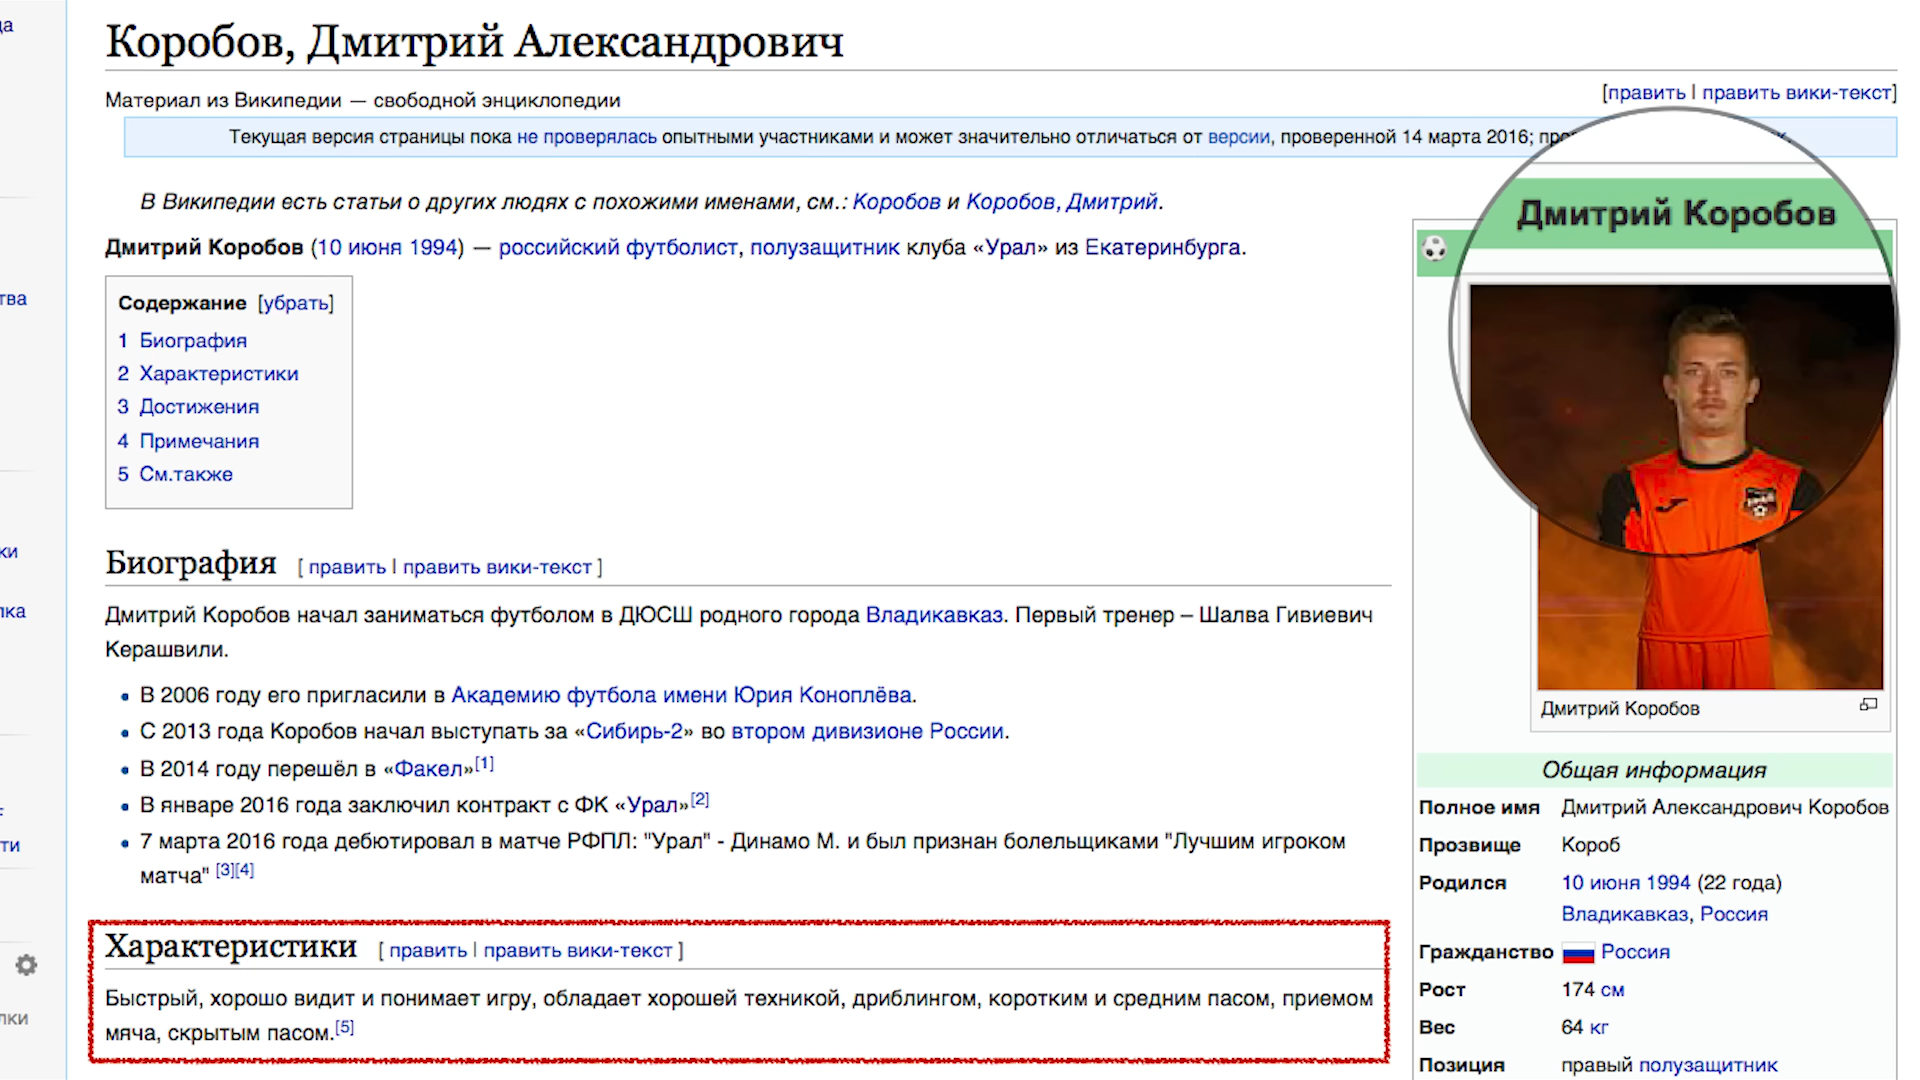 да
Коробов, Дмитрий Александрович
[править | править вики-текст]
Материал из Википедии — свободной энциклопедии
Текущая версия страницы пока не проверялась опытными участниками и может значительно отличаться от версии, проверенной 14 марта 2016;
В Википедии есть статьи о других людях с похожими именами, см.: Коробов и Коробов, Дмитрий.
Дмитрий Коробов (10 июня 1994) — российский футболист, полузащитник клуба «Урал» из Екатеринбурга.
Содержание [убрать]
1 Биография
2 Характеристики
3 Достижения
4 Примечания
5 См.также
тва
ки
лка
ти
лки
Биография [ править | править вики-текст ]
Дмитрий Коробов начал заниматься футболом в ДЮСШ родного города Владикавказ. Первый тренер – Шалва Гивиевич
Керашвили.
В 2006 году его пригласили в Академию футбола имени Юрия Коноплёва.
С 2013 года Коробов начал выступать за «Сибирь-2» во втором дивизионе России.
В 2014 году перешёл в «Факел»[1]
В январе 2016 года заключил контракт с ФК «Урал»[2]
7 марта 2016 года дебютировал в матче РФПЛ: "Урал" - Динамо М. и был признан болельщиками "Лучшим игроком
матча" [3][4]
Характеристики [ править | править вики-текст ]
Быстрый, хорошо видит и понимает игру, обладает хорошей техникой, дриблингом, коротким и средним пасом, приемом
мяча, скрытым пасом.[5]
Дмитрий Коробов
Дмитрий Коробов
Общая информация
Полное имя Дмитрий Александрович Коробов
Прозвище Короб
Родился 10 июня 1994 (22 года)
Владикавказ, Россия
Гражданство Россия
Рост 174 см
Вес 64 кг
Позиция правый полузащитник